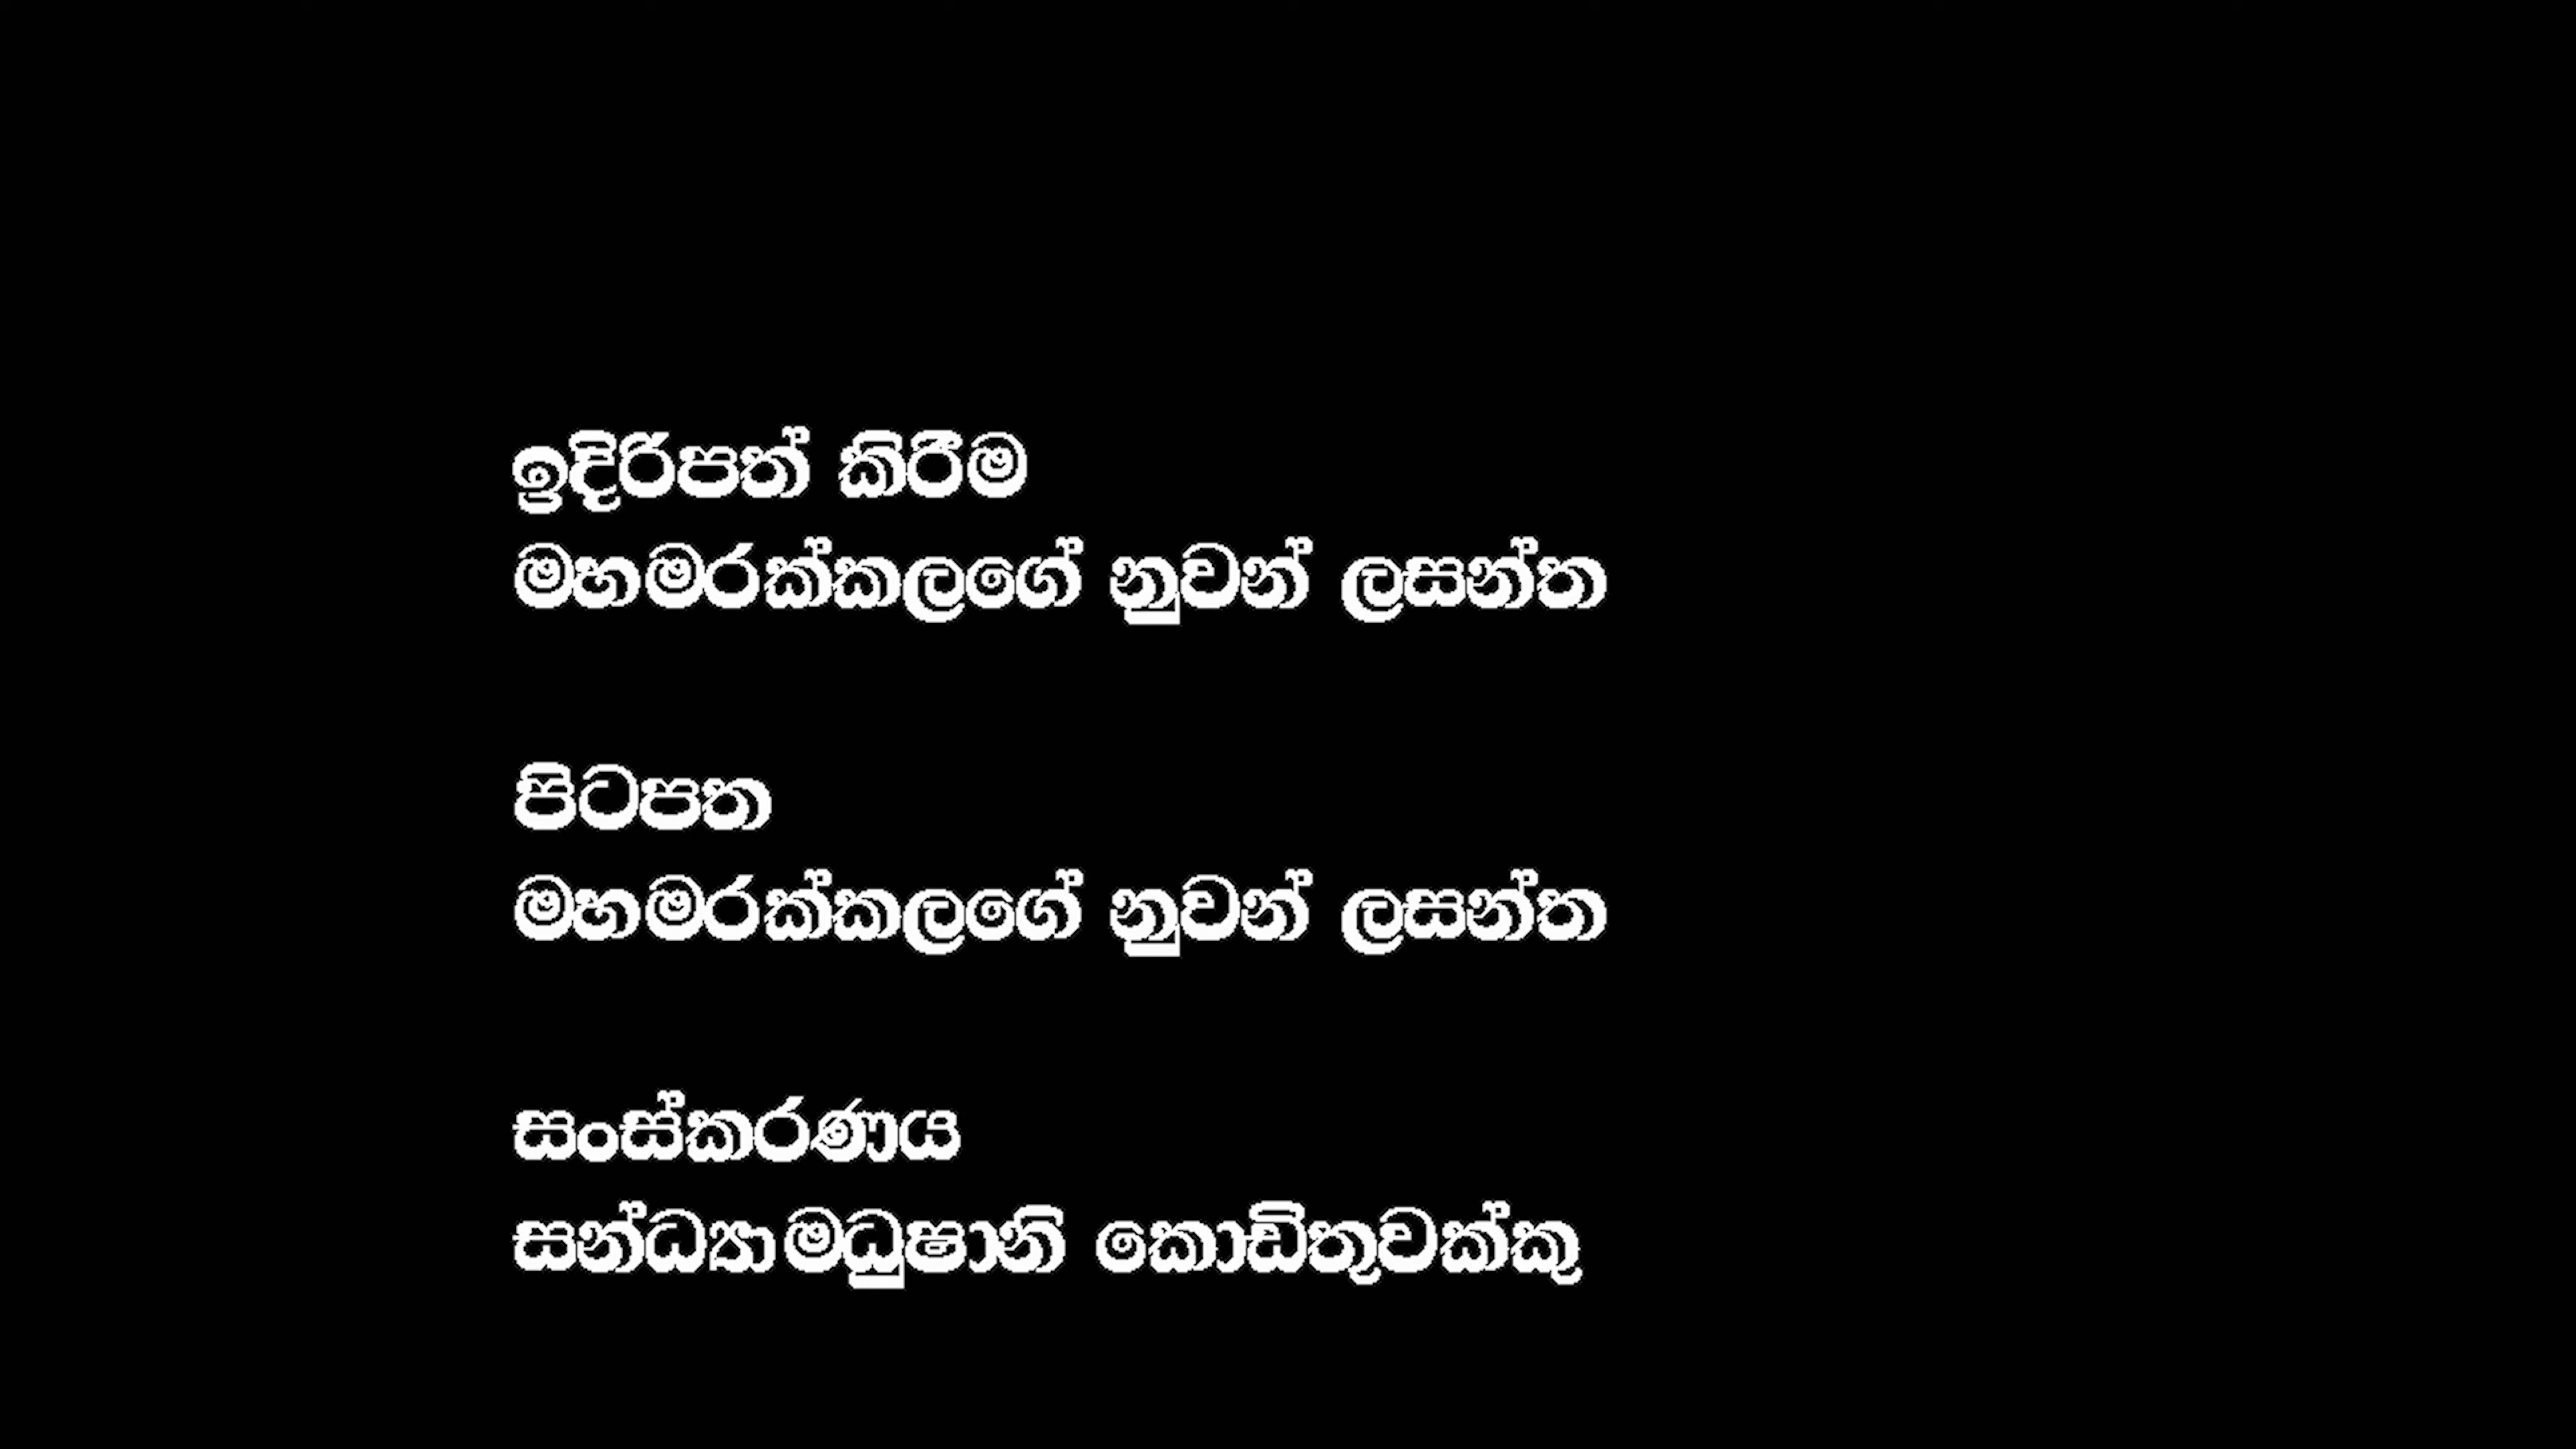 ඉදිරිපත් කිරීම
මහමරක්කලගේ නුවන් ලසන්ත
පිටපත
මහමරක්කලගේ නුවන් ලසන්ත
සංස්කරණය
සන්ධ්‍යාමධුෂානි කොඩිතුවක්කු